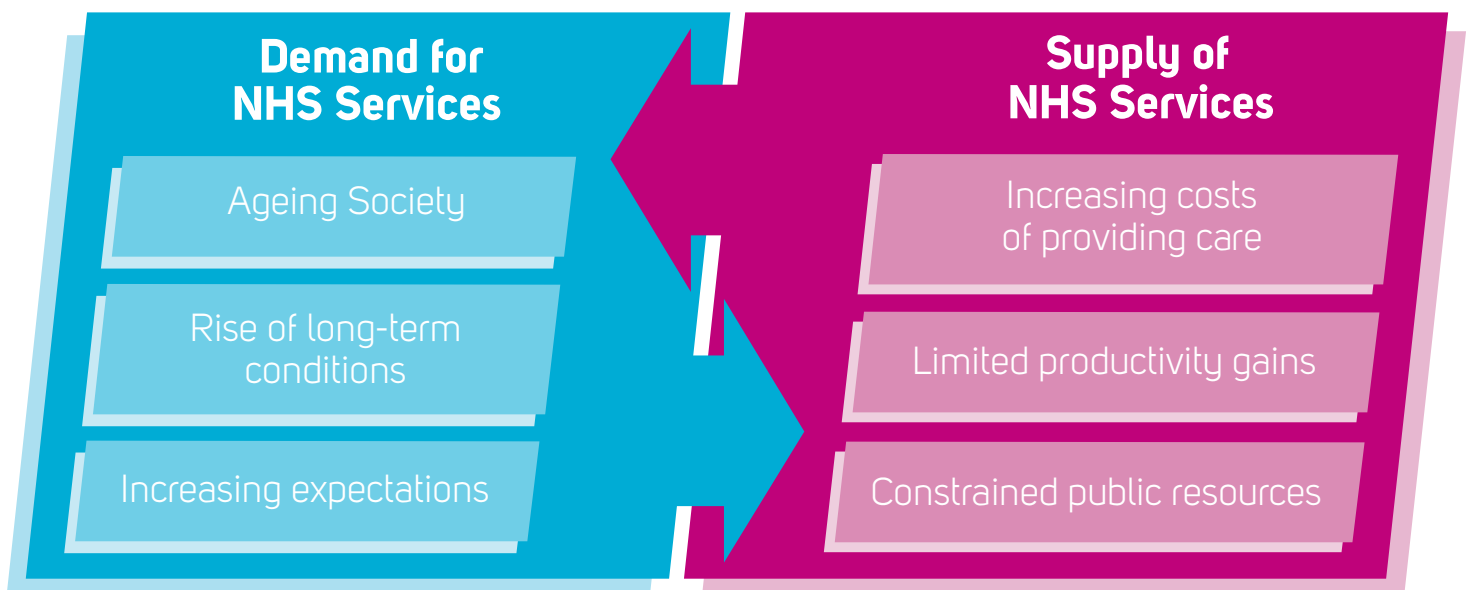 Demand for
NHS Services
Ageing Society
Rise of long-term
conditions
Increasing expectations
Supply of
NHS Services
Increasing costs
of providing care
Limited productivity gains
Constrained public resources